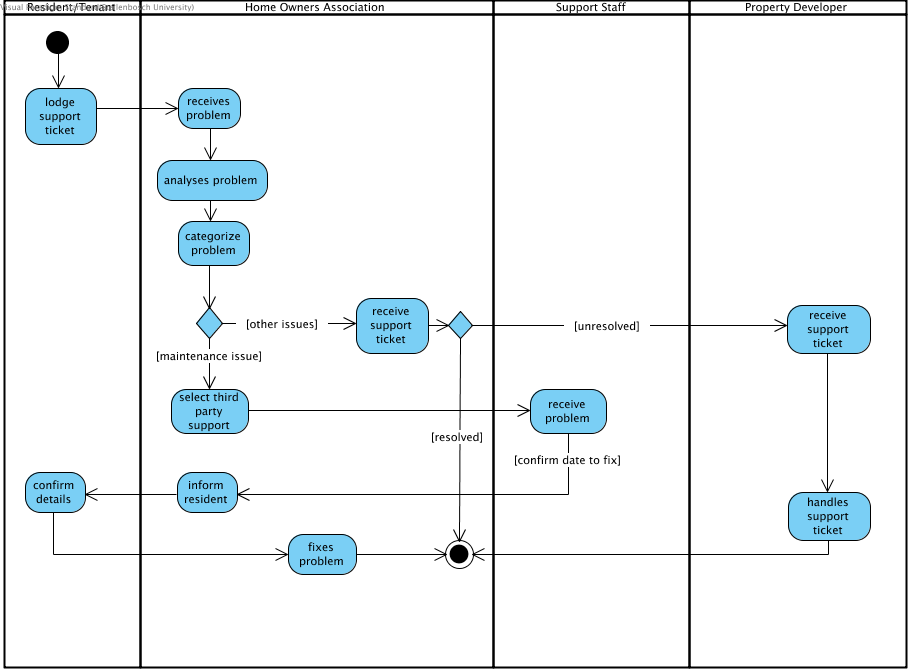 Resident/Tenant
Home Owners Association
Support Staff
Property Developer
lodge
support
ticket
receives
problem
analyses problem
categorize
problem
[other issues]
receive
support
ticket
[unresolved]
receive
support
ticket
[maintenance issue]
select third
party
support
receive
problem
[resolved]
[confirm date to fix]
confirm
details
inform
resident
handles
support
ticket
fixes
problem